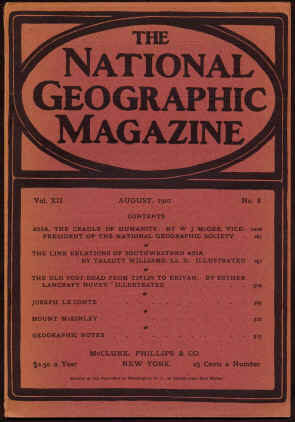 THE
NATIONAL
GEOGRAPHIC
MAGAZINE
Vol. XII AUGUST, 1901 No. 8
CONTENTS
ASIA, THE CRADLE OF HUMANITY. BY W J MCGEE, VICE-
PRESIDENT OF THE NATIONAL GEOGRAPHIC SOCIETY
THE LINK RELATIONS OF SOUTHWESTERN ASIA
BY TALCOTT WILLIAMS, LL. D. ILLUSTRATED
THE OLD POST-ROAD FROM TIFLIS TO ERIVAN. BY ESTHER
LANCRAFT HOVEY ILLUSTRATED
JOSEPH LE CONTE
MOUNT MCKINLEY
GEOGRAPHIC NOTES
McCLURE, PHILLIPS & CO.
$2.50 a Year NEW YORK 25 Cents a Number